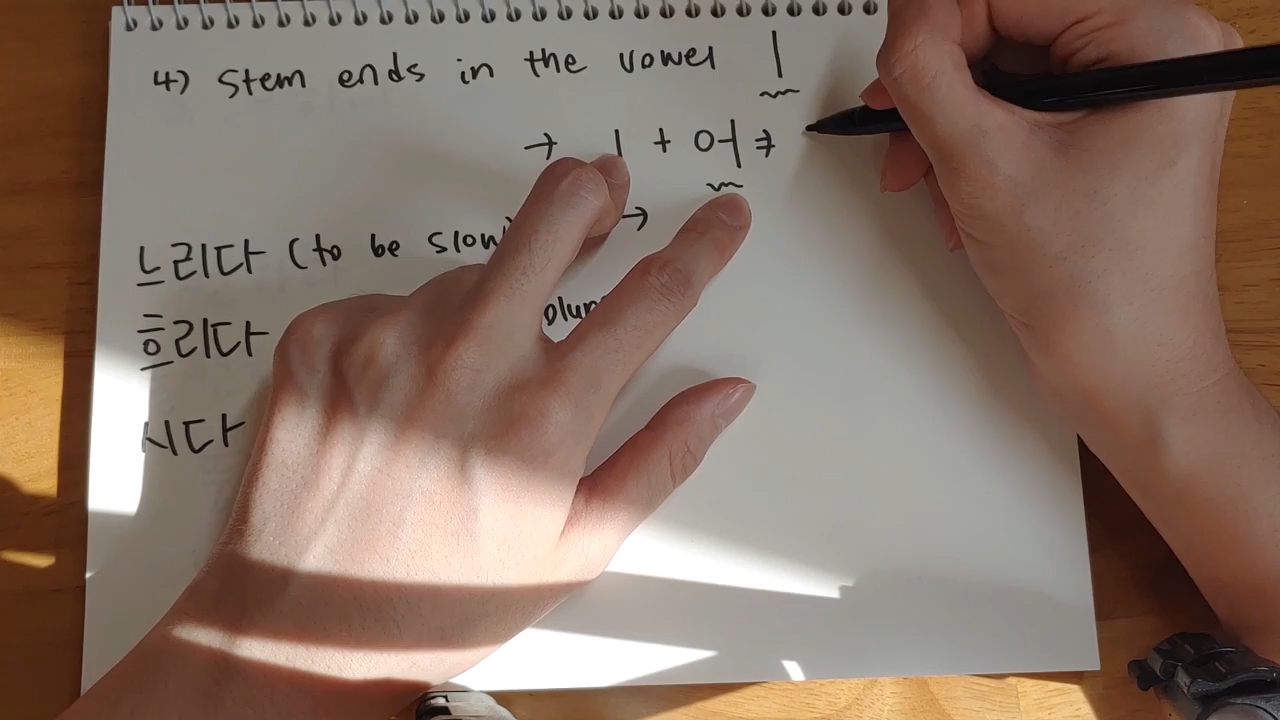 4) Stem ends in the vowel ㅣ
→ ㅣ + 어 →
느리다 (to be slow) →
흐리다
시다